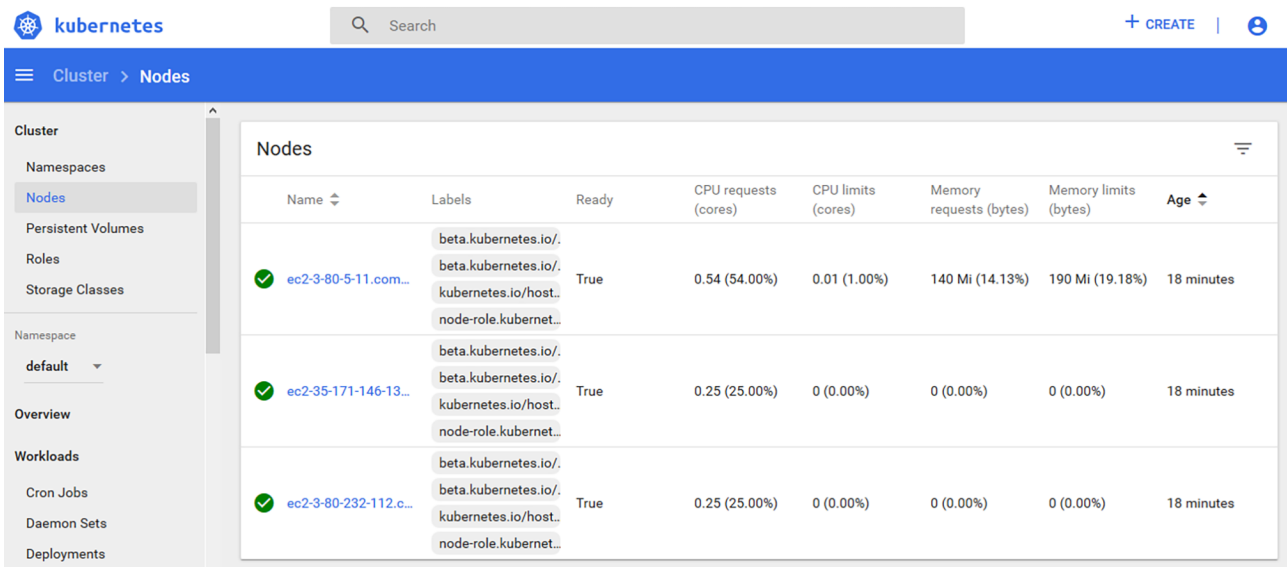 kubernetes
Search
+ CREATE |
Cluster > Nodes
Cluster
Namespaces
Nodes
Persistent Volumes
Roles
Storage Classes
Namespace
default
Overview
Workloads
Cron Jobs
Daemon Sets
Deployments
Nodes
Name Labels Ready CPU requests (cores) CPU limits (cores) Memory requests (bytes) Memory limits (bytes) Age
beta.kubernetes.io/.
beta.kubernetes.io/.
ec2-3-80-5-11.com... True 0.54 (54.00%) 0.01 (1.00%) 140 Mi (14.13%) 190 Mi (19.18%) 18 minutes
kubernetes.io/host..
node-role.kubernet...
beta.kubernetes.io/.
beta.kubernetes.io/.
ec2-35-171-146-13... True 0.25 (25.00%) 0 (0.00%) 0 (0.00%) 0 (0.00%) 18 minutes
kubernetes.io/host..
node-role.kubernet...
beta.kubernetes.io/.
beta.kubernetes.io/.
ec2-3-80-232-112.c... True 0.25 (25.00%) 0 (0.00%) 0 (0.00%) 0 (0.00%) 18 minutes
kubernetes.io/host..
node-role.kubernet...